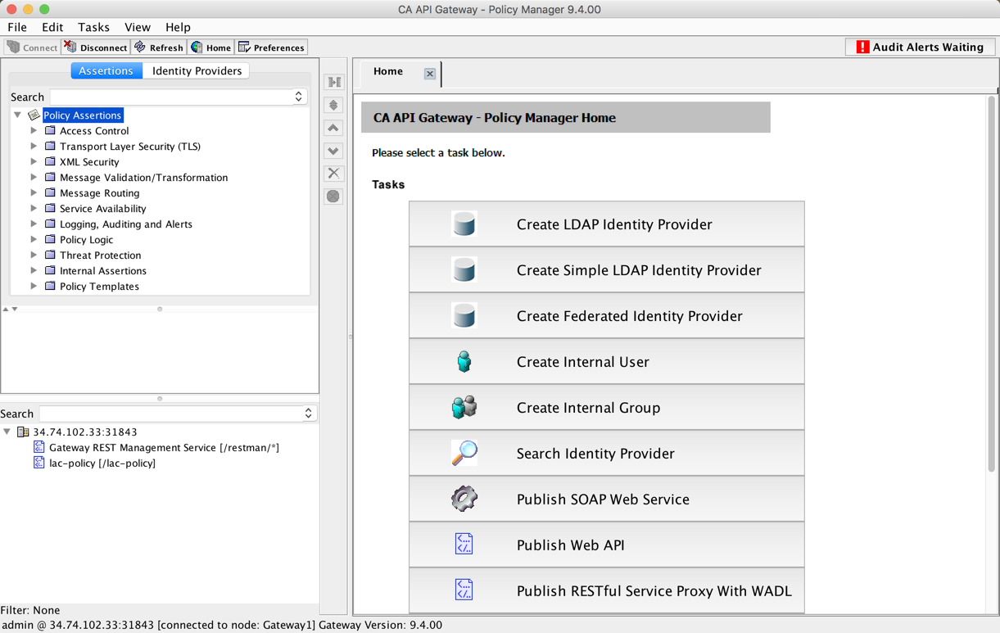 CA API Gateway - Policy Manager 9.4.00
File Edit Tasks View Help
Connect Disconnect Refresh Home Preferences
Audit Alerts Waiting
Assertions Identity Providers
Search
Policy Assertions
Access Control
Transport Layer Security (TLS)
XML Security
Message Validation/Transformation
Message Routing
Service Availability
Logging, Auditing and Alerts
Policy Logic
Threat Protection
Internal Assertions
Policy Templates
Search
34.74.102.33:31843
Gateway REST Management Service [/restman/*]
lac-policy [/lac-policy]
Filter: None
Home
CA API Gateway - Policy Manager Home
Please select a task below.
Tasks
Create LDAP Identity Provider
Create Simple LDAP Identity Provider
Create Federated Identity Provider
Create Internal User
Create Internal Group
Search Identity Provider
Publish SOAP Web Service
Publish Web API
Publish RESTful Service Proxy With WADL
admin @ 34.74.102.33:31843 [connected to node: Gateway1] Gateway Version: 9.4.00